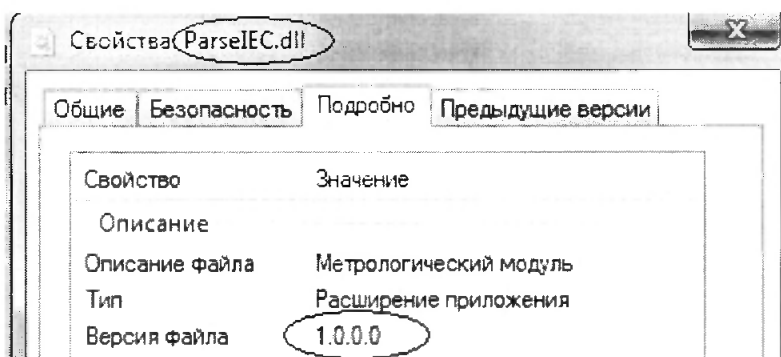 Свойства: ParseIEC.dll
Общие Безопасность Подробно Предыдущие версии
Свойство Значение
Описание
Описание файла Метрологический модуль
Тип Расширение приложения
Версия файла 1.0.0.0